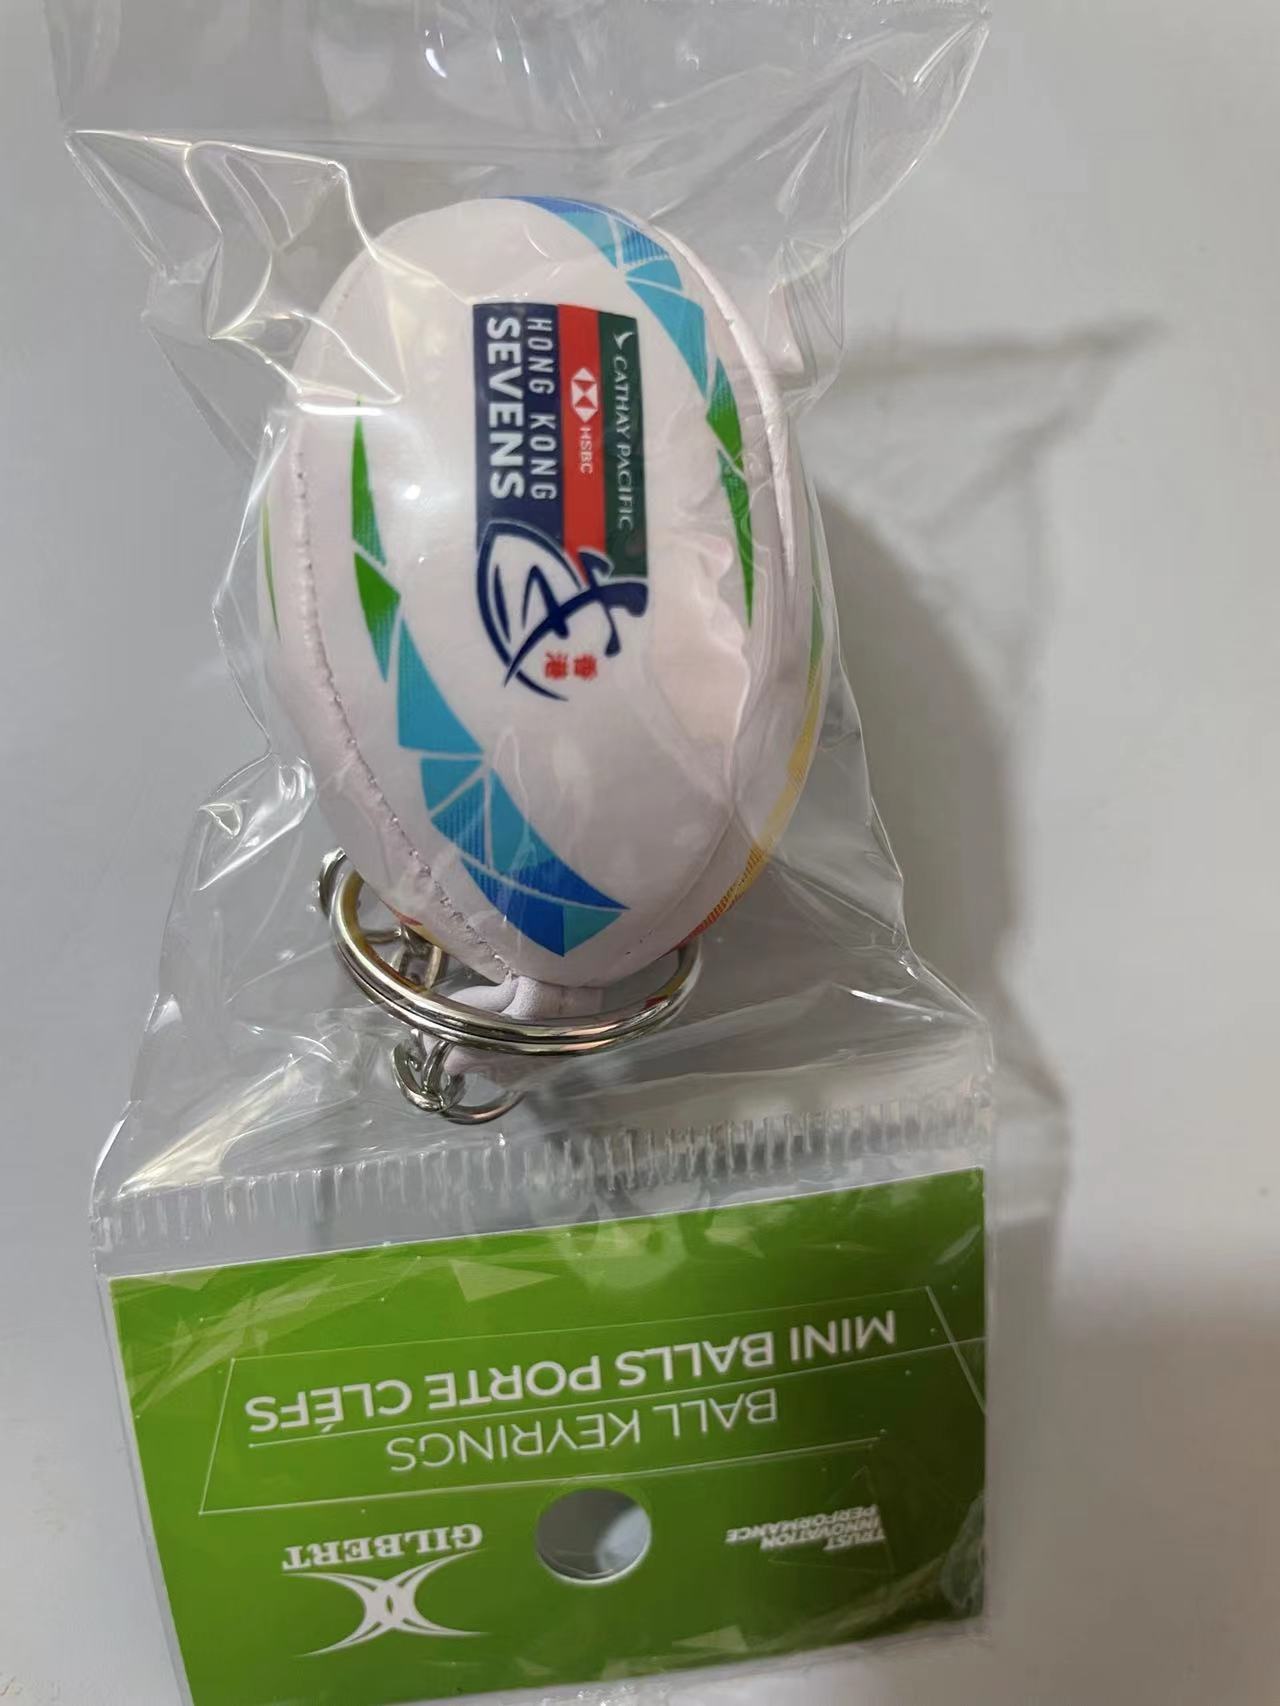 CATHAY PACIFIC
HSBC
HONG KONG
SEVENS
香港
GILBERT
TRUST
INNOVATION
PERFORMANCE
BALL KEYRINGS
MINI BALLS PORTE CLÉFS